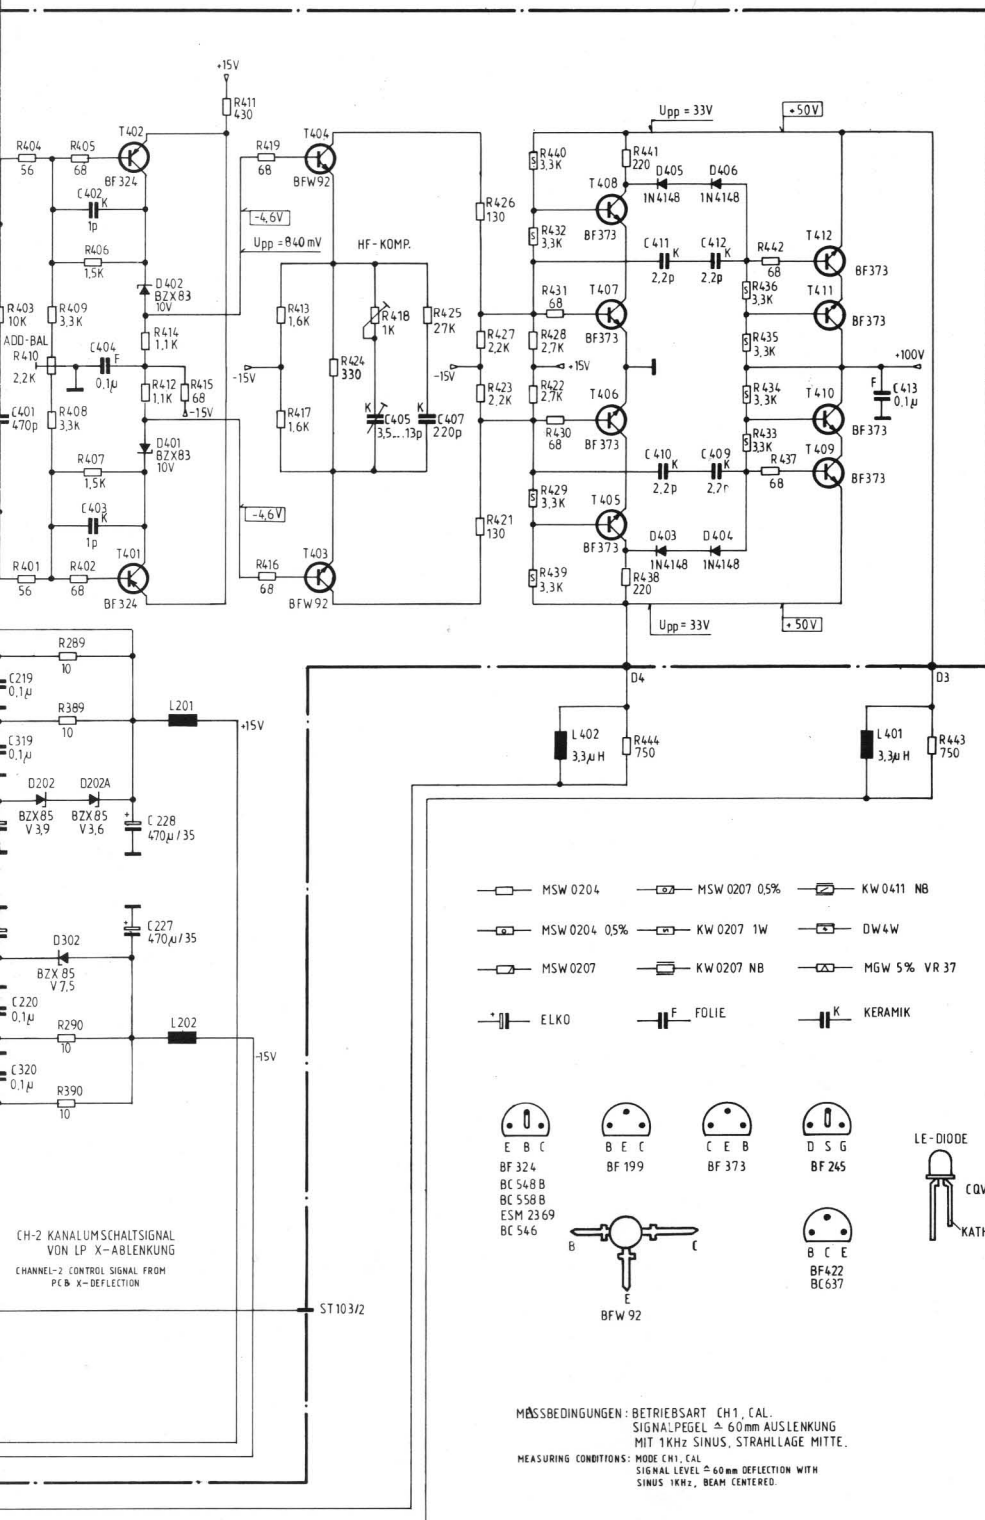 +15V
R411
430
Upp = 33V
+50V
R404
56
R405
68
T402
BF324
R419
68
T404
BFW92
R440
3,3K
R441
220
D405
1N4148
D406
1N4148
T408
BF373
C402
K
1p
-4,6V
R426
130
R432
3,3K
R406
1,5K
Upp = 840mV
HF-KOMP.
C411
K
2,2p
C412
K
2,2p
R442
68
T412
BF373
D402
BZX83
10V
R403
10K
R409
3,3K
R414
1,1K
R413
1,6K
R418
1K
R425
27K
R431
68
T407
BF373
R436
3,3K
T411
BF373
ADD-BAL
R410
2,2K
C404
F
0,1µ
R427
2,2K
R428
2,7K
R435
3,3K
+100V
R412
1,1K
R415
68
-15V
-15V
R424
330
-15V
R423
2,2K
R422
2,7K
+15V
R434
3,3K
F
C413
0,1µ
C401
470p
R408
3,3K
R417
1,6K
K
C405
3,5...13p
K
C407
220p
R430
68
T406
BF373
T410
BF373
D401
BZX83
10V
R433
3,3K
R407
1,5K
C410
K
2,2p
C409
K
R437
68
T409
BF373
C403
K
1p
-4,6V
R429
3,3K
T405
BF373
R421
130
R401
56
R402
68
T401
BF324
R416
68
T403
BFW92
D403
1N4148
D404
1N4148
R439
3,3K
R438
220
Upp = 33V
+50V
R289
10
C219
0,1µ
R389
10
L201
+15V
C319
0,1µ
D4
D3
L402
3,3µH
R444
750
L401
3,3µH
R443
750
D202
BZX85
V3,9
D202A
BZX85
V3,6
+
C228
470µ/35
MSW 0204
MSW 0207 0,5%
KW0411 NB
+
C227
470µ/35
MSW 0204 0,5%
KW 0207 1W
DW4W
D302
BZX85
V7,5
MSW 0207
KW0207 NB
MGW 5% VR 37
C220
0,1µ
R290
10
L202
-15V
+
ELKO
F
FOLIE
K
KERAMIK
C320
0,1µ
R390
10
E B C
BF 324
BC 548 B
BC 558 B
ESM 2369
BC 546
B E C
BF 199
C E B
BF 373
D S G
BF 245
LE-DIODE
B
C
E
BFW 92
B C E
BF422
BC637
CH-2 KANALUMSCHALTSIGNAL
VON LP X-ABLENKUNG
CHANNEL-2 CONTROL SIGNAL FROM
PCB X-DEFLECTION
ST103/2
MESSBEDINGUNGEN: BETRIEBSART CH1, CAL.
SIGNALPEGEL ≙ 60mm AUSLENKUNG
MIT 1KHz SINUS, STRAHLLAGE MITTE.
MEASURING CONDITIONS: MODE CH1, CAL
SIGNAL LEVEL ≙ 60mm DEFLECTION WITH
SINUS 1KHz, BEAM CENTERED.